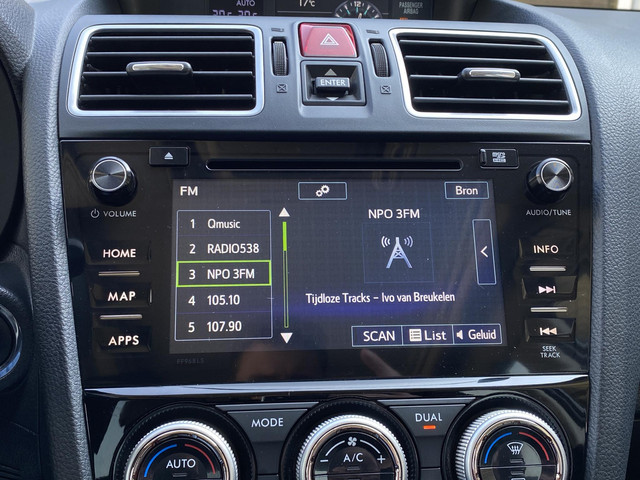 AUTO
17°C
PASSENGER
AIRBAG
ENTER
VOLUME
HOME
MAP
APPS
FM
Bron
1 Qmusic
2 RADIO538
3 NPO 3FM
4 105.10
5 107.90
NPO 3FM
Tijdloze Tracks – Ivo van Breukelen
SCAN
List
Geluid
AUDIO/TUNE
INFO
SEEK
TRACK
MODE
DUAL
AUTO
− A/C +